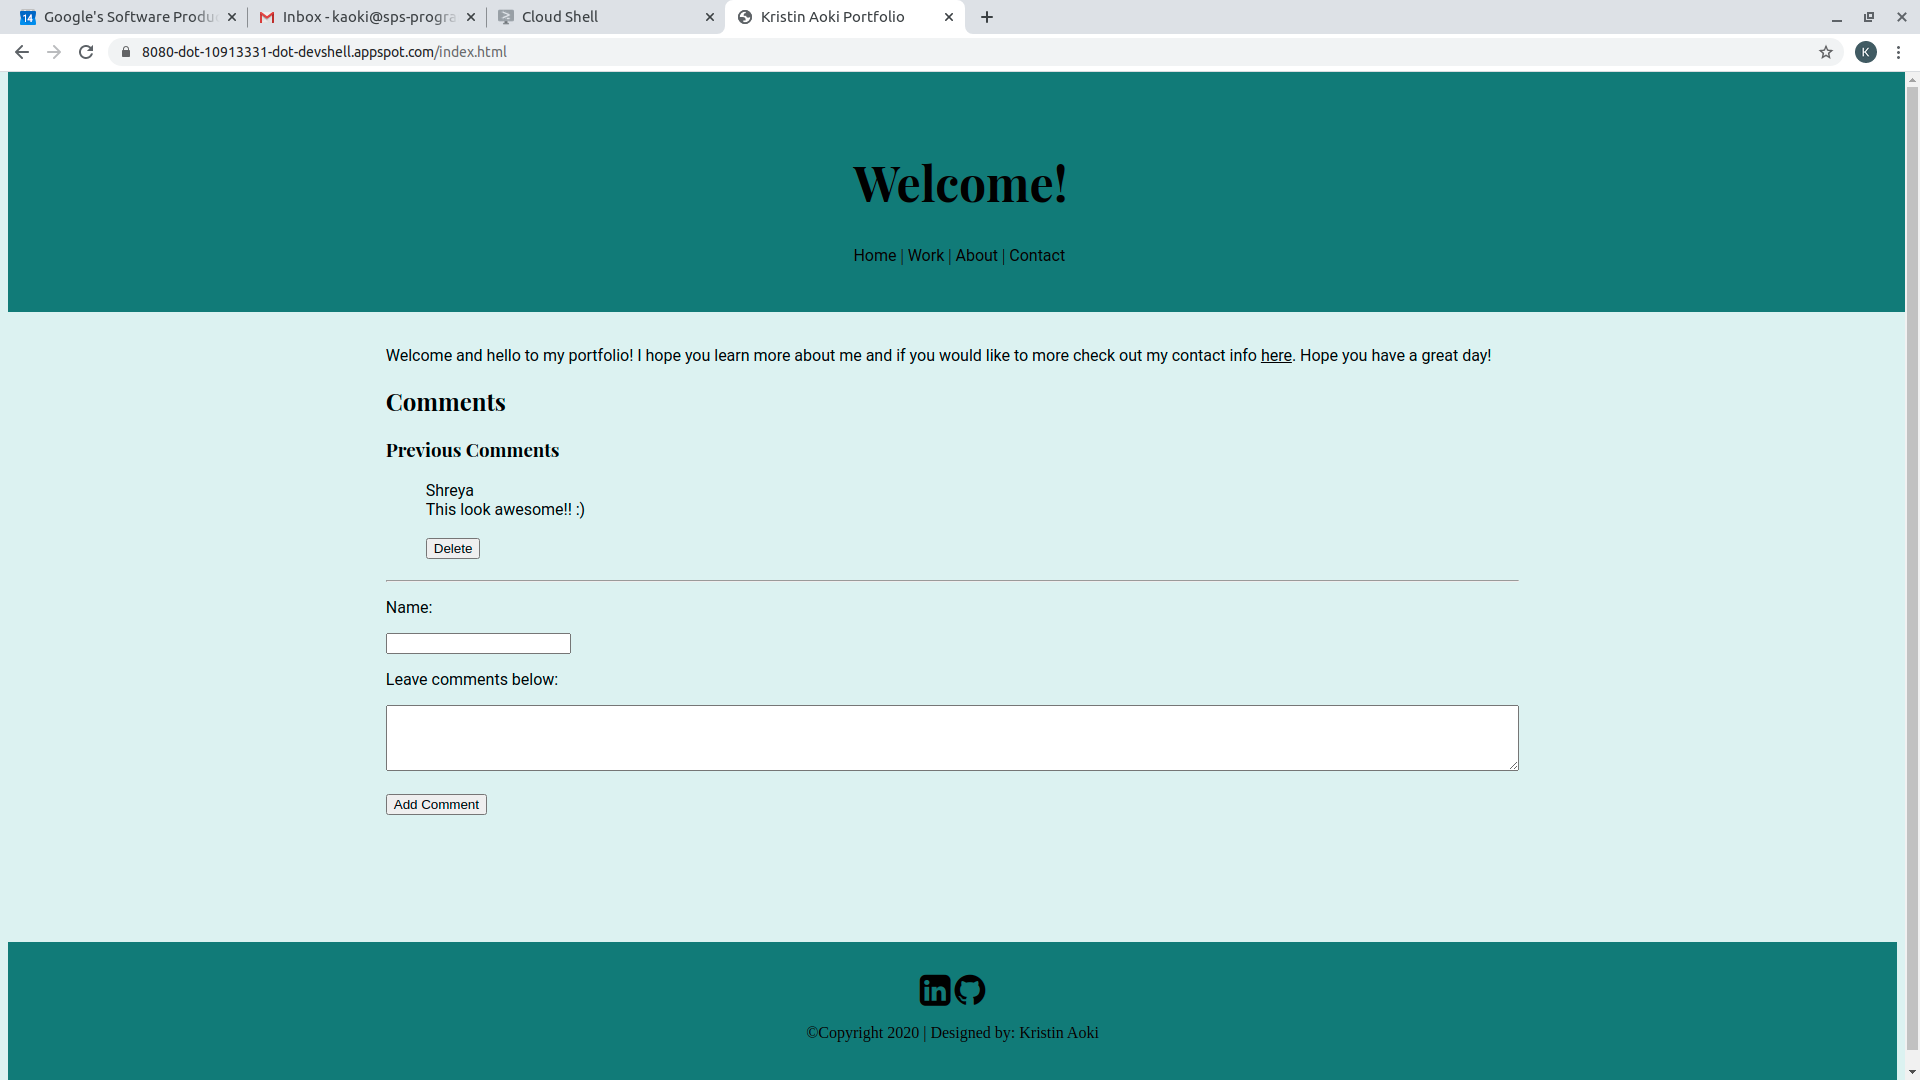 14 Google's Software Produ
Inbox - kaoki@sps-progra
Cloud Shell
Kristin Aoki Portfolio
8080-dot-10913331-dot-devshell.appspot.com/index.html
K
Welcome!
Home | Work | About | Contact
Welcome and hello to my portfolio! I hope you learn more about me and if you would like to more check out my contact info here. Hope you have a great day!
Comments
Previous Comments
Shreya
This look awesome!! :)
Delete
Name:
Leave comments below:
Add Comment
in
©Copyright 2020 | Designed by: Kristin Aoki